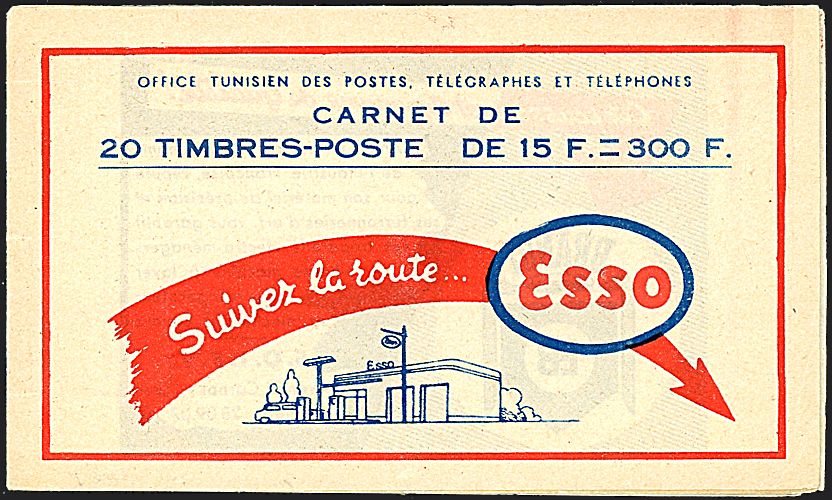 OFFICE TUNISIEN DES POSTES, TÉLÉGRAPHES ET TÉLÉPHONES
CARNET DE
20 TIMBRES-POSTE DE 15 F. = 300 F.
Suivez la route...
Esso
Esso